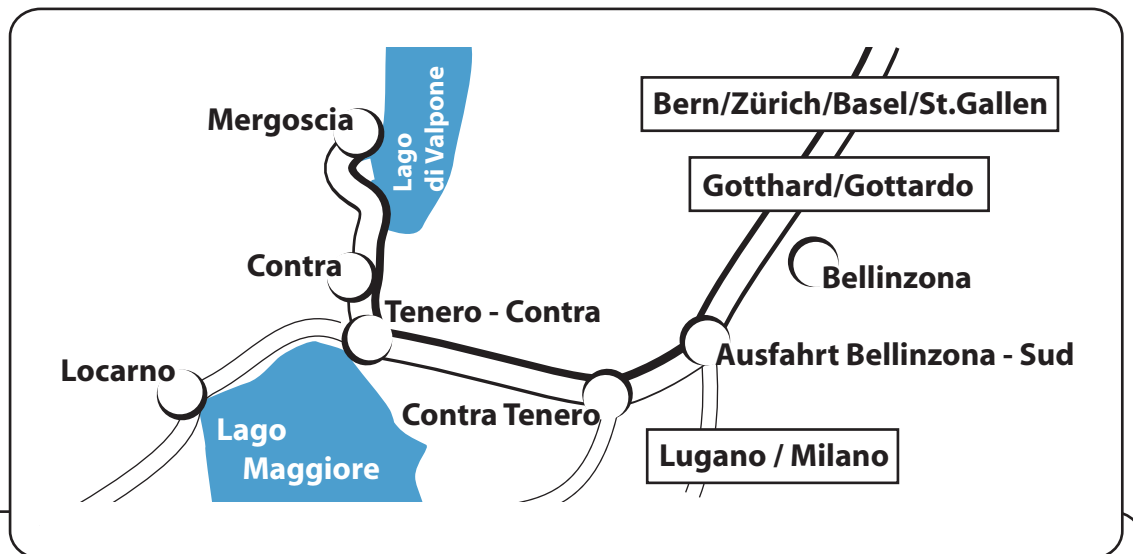 Bern/Zürich/Basel/St.Gallen
Mergoscia
Lago
di Valpone
Gotthard/Gottardo
Contra
Bellinzona
Tenero - Contra
Ausfahrt Bellinzona - Sud
Locarno
Contra Tenero
Lago
Maggiore
Lugano / Milano